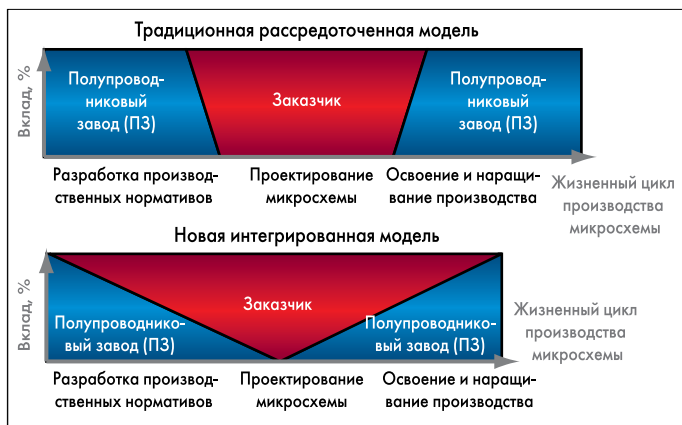 Традиционная рассредоточенная модель
Вклад, %
Полупровод-
никовый
завод (ПЗ)
Заказчик
Полупровод-
никовый
завод (ПЗ)
Разработка производ-
ственных нормативов
Проектирование
микросхемы
Освоение и наращи-
вание производства
Жизненный цикл
производства
микросхемы
Новая интегрированная модель
Вклад, %
Полупроводнико-
вый завод (ПЗ)
Заказчик
Полупроводнико-
вый завод (ПЗ)
Жизненный цикл
производства
микросхемы
Разработка производ-
ственных нормативов
Проектирование
микросхемы
Освоение и наращи-
вание производства